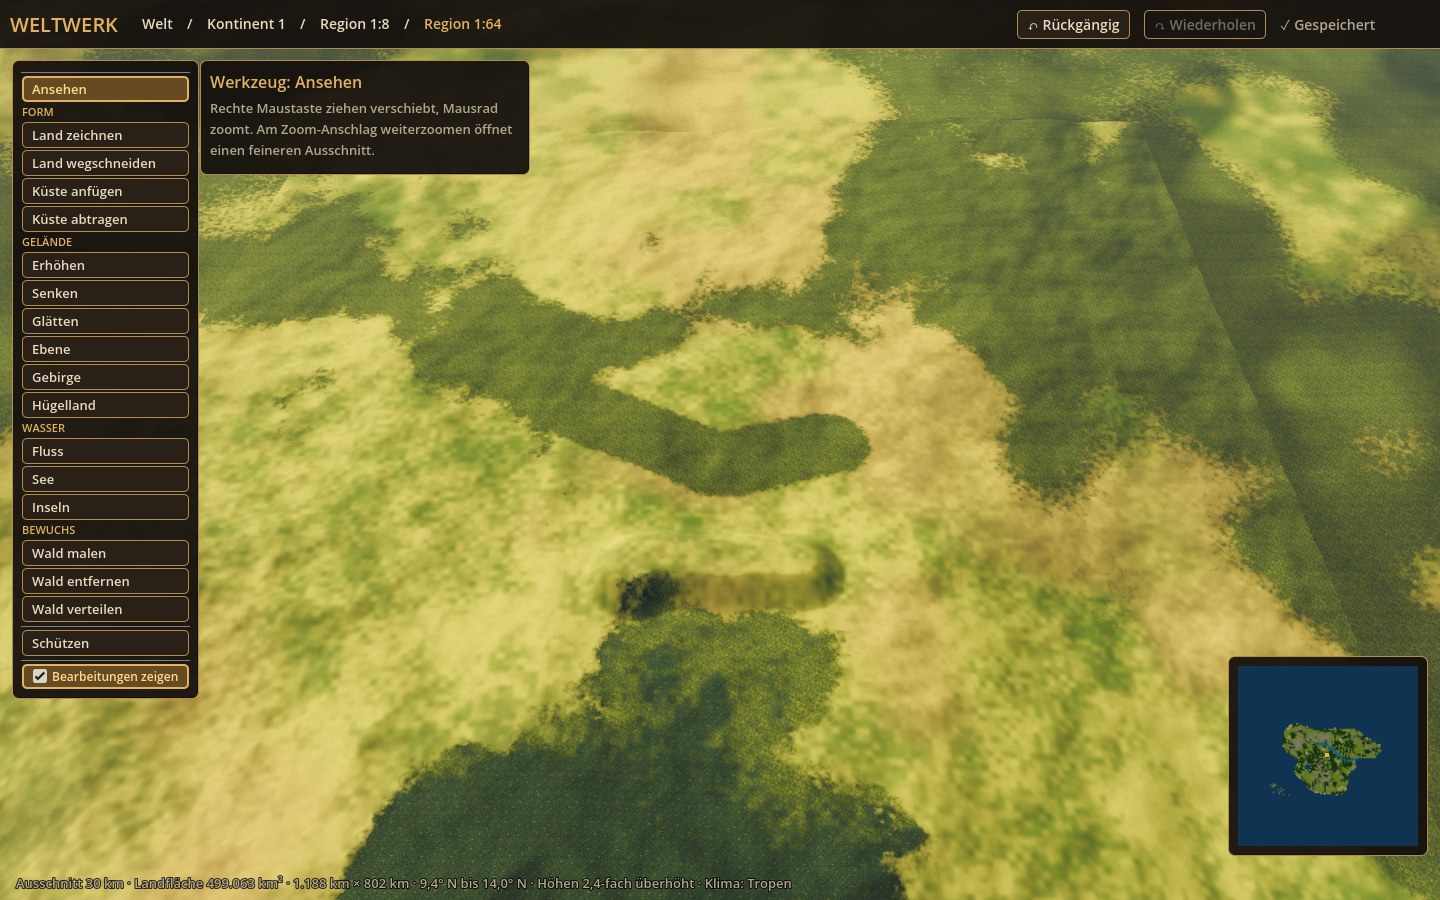 WELTWERK Welt / Kontinent 1 / Region 1:8 / Region 1:64 Rückgängig Wiederholen ✓ Gespeichert
Ansehen
FORM
Land zeichnen
Land wegschneiden
Küste anfügen
Küste abtragen
GELÄNDE
Erhöhen
Senken
Glätten
Ebene
Gebirge
Hügelland
WASSER
Fluss
See
Inseln
BEWUCHS
Wald malen
Wald entfernen
Wald verteilen
Schützen
Bearbeitungen zeigen
Werkzeug: Ansehen
Rechte Maustaste ziehen verschiebt, Mausrad
zoomt. Am Zoom-Anschlag weiterzoomen öffnet
einen feineren Ausschnitt.
Ausschnitt 30 km · Landfläche 499.063 km² · 1.188 km × 802 km · 9,4° N bis 14,0° N · Höhen 2,4-fach überhöht · Klima: Tropen